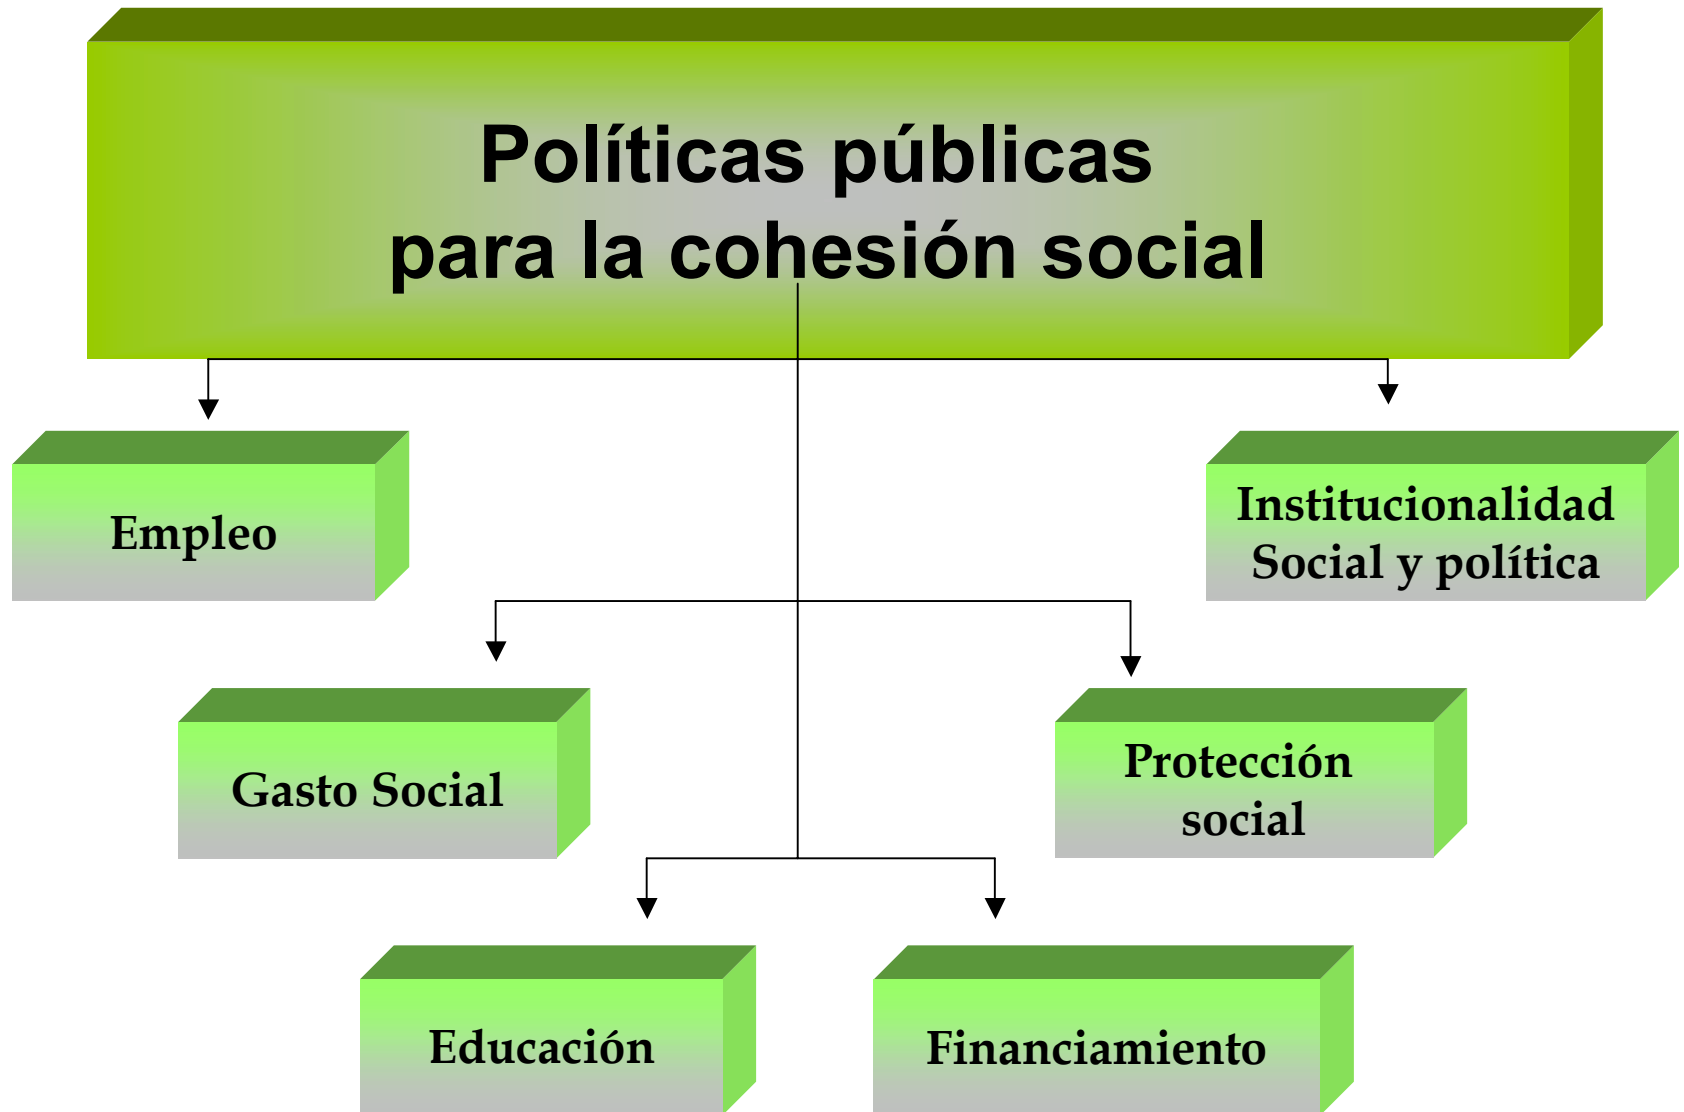 Políticas públicas
para la cohesión social
Empleo
Institucionalidad
Social y política
Gasto Social
Protección
social
Educación
Financiamiento